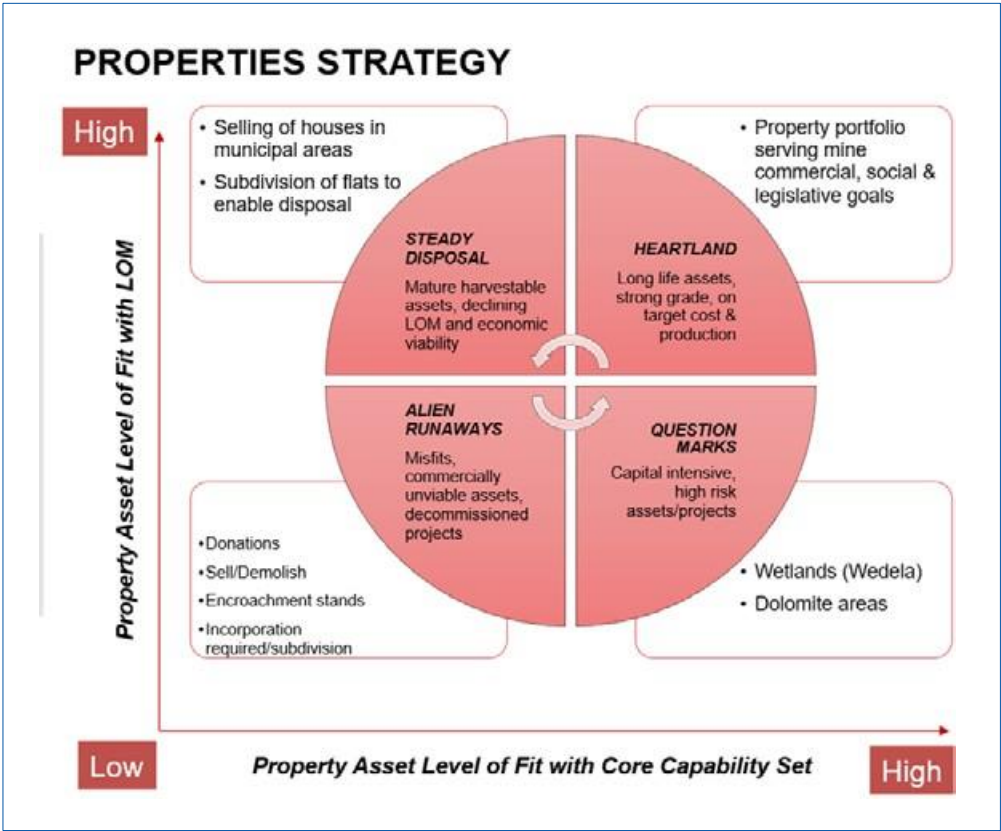 PROPERTIES STRATEGY
High
• Selling of houses in
municipal areas
• Subdivision of flats to
enable disposal
• Property portfolio
serving mine
commercial, social &
legislative goals
STEADY
DISPOSAL
Mature harvestable
assets, declining
LOM and economic
viability
HEARTLAND
Long life assets,
strong grade, on
target cost &
production
Property Asset Level of Fit with LOM
ALIEN
RUNAWAYS
Misfits,
commercially
unviable assets,
decommissioned
projects
QUESTION
MARKS
Capital intensive,
high risk
assets/projects
•Donations
•Sell/Demolish
•Encroachment stands
•Incorporation
required/subdivision
• Wetlands (Wedela)
• Dolomite areas
Low
Property Asset Level of Fit with Core Capability Set
High